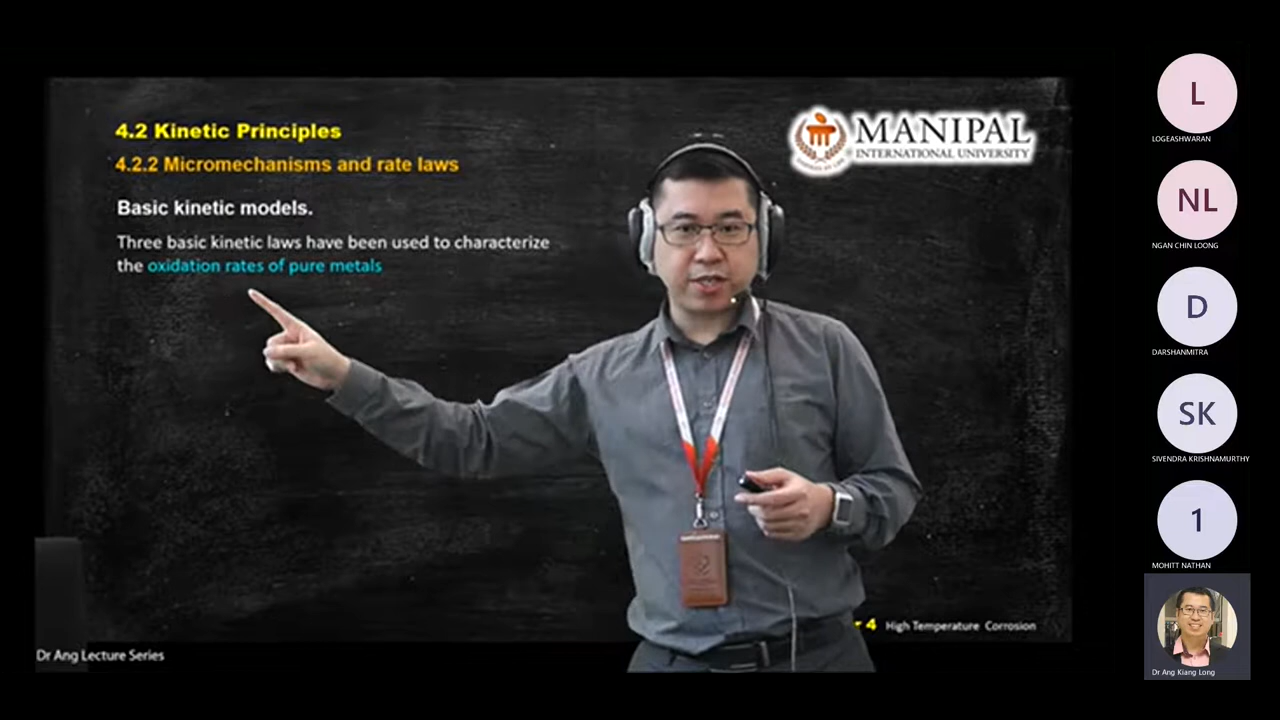 4.2 Kinetic Principles
4.2.2 Micromechanisms and rate laws
Basic kinetic models.
Three basic kinetic laws have been used to characterize
the oxidation rates of pure metals
MANIPAL
INTERNATIONAL UNIVERSITY
4 High Temperature Corrosion
Dr Ang Lecture Series
L
LOGEASHWARAN
NL
NGAN CHIN LOONG
D
DARSHANMITRA
SK
SIVENDRA KRISHNAMURTHY
1
MOHITT NATHAN
Dr Ang Kiang Long